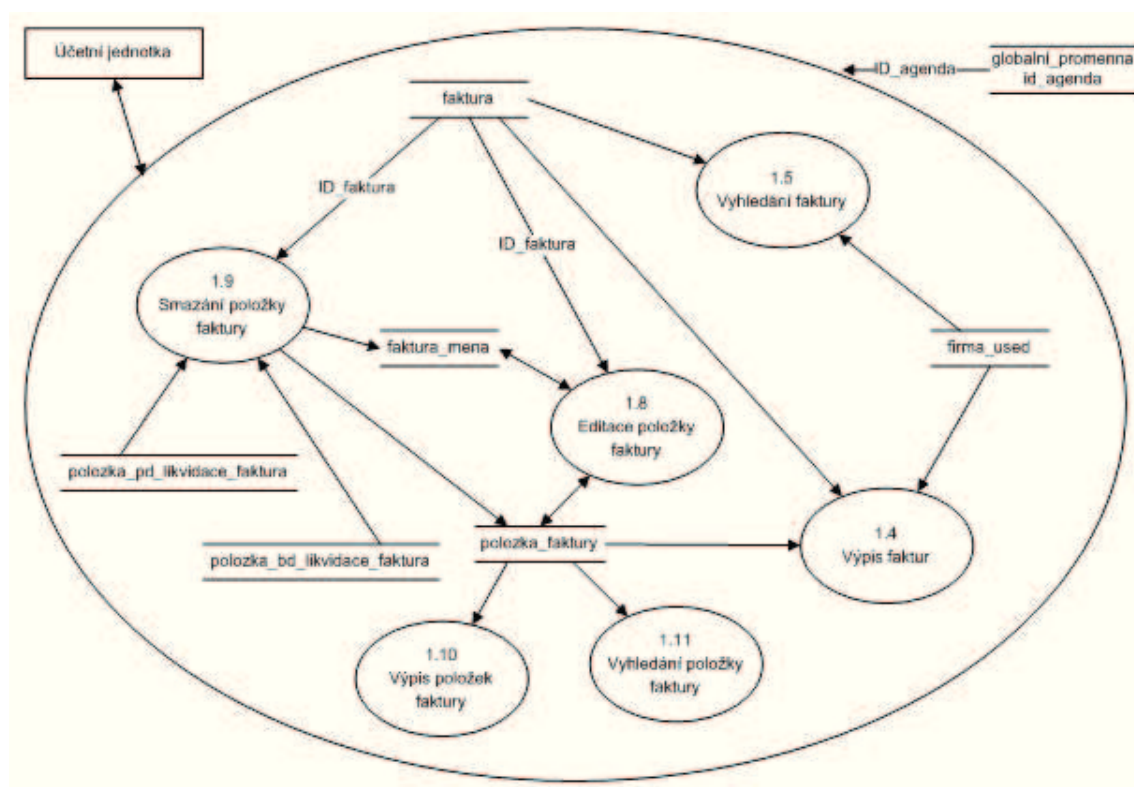 Účetní jednotka
ID_agenda
globalní_promenna
id_agenda
faktura
1.5
Vyhledání faktury
ID_faktura
ID_faktura
1.9
Smazání položky
faktury
faktura_mena
firma_used
1.8
Editace položky
faktury
polozka_pd_likvidace_faktura
polozka_faktury
1.4
Výpis faktur
polozka_bd_likvidace_faktura
1.10
Výpis položek
faktury
1.11
Vyhledání položky
faktury